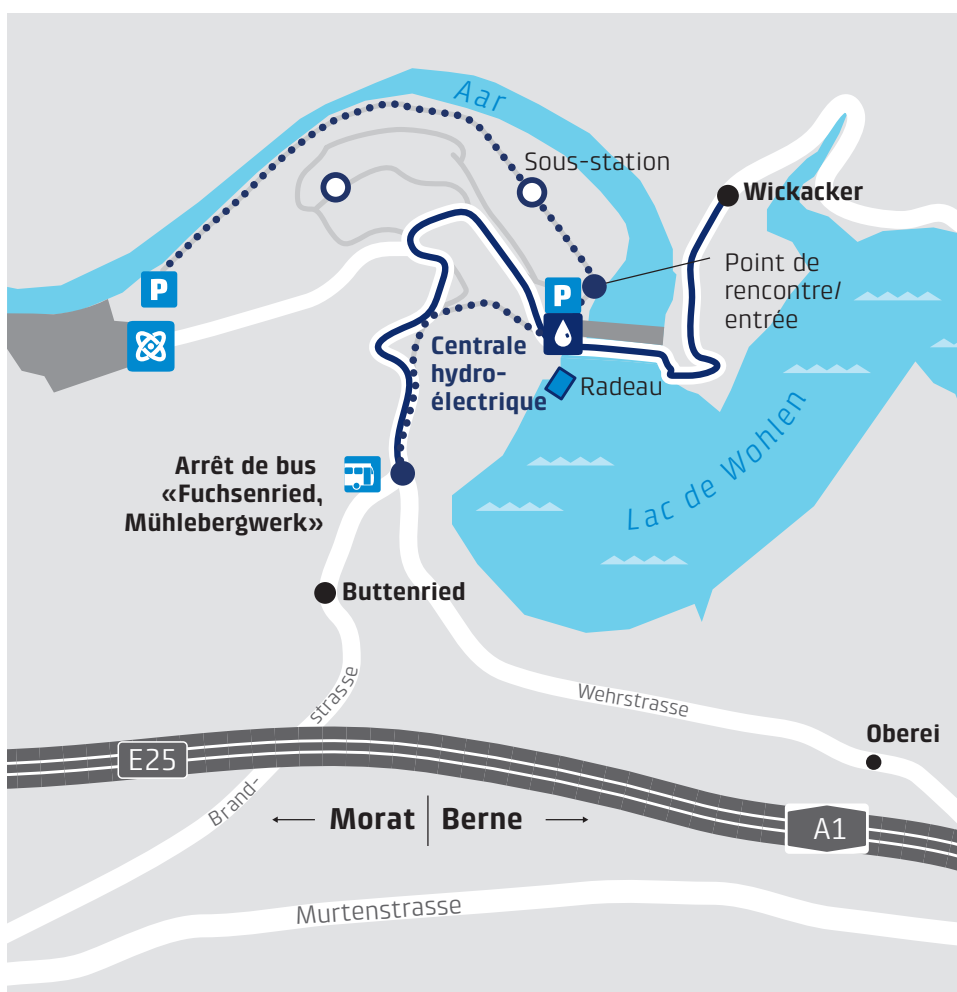 Aar
Sous-station
Wickacker
Point de
rencontre/
entrée
P
P
Centrale
hydro-
électrique
Radeau
Lac de Wohlen
Arrêt de bus
«Fuchsenried,
Mühlebergwerk»
Buttenried
strasse
Wehrstrasse
Oberei
E25
Brand-
Morat
Berne
A1
Murtenstrasse